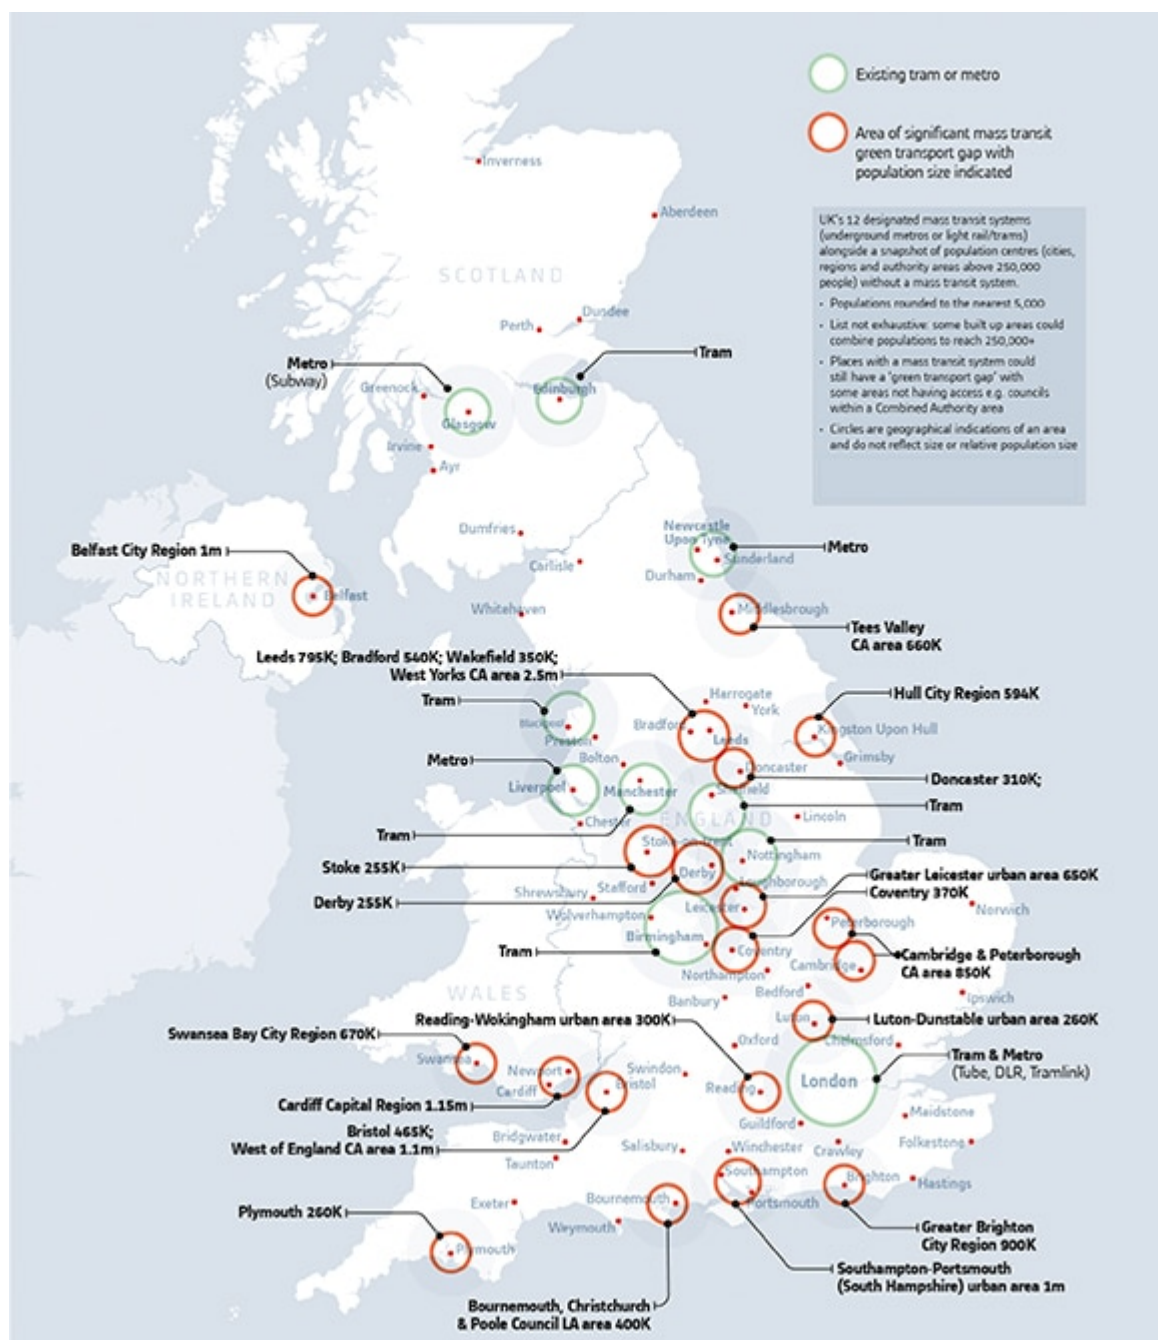 Existing tram or metro
Area of significant mass transit
green transport gap with
population size indicated
UK's 12 designated mass transit systems
(underground metros or light rail/trams)
alongside a snapshot of population centres (cities,
regions and authority areas above 250,000
people) without a mass transit system.
• Populations rounded to the nearest 5,000
• List not exhaustive: some built up areas could
combine populations to reach 250,000+
• Places with a mass transit system could
still have a 'green transport gap' with
some areas not having access e.g. councils
within a Combined Authority area
• Circles are geographical indications of an area
and do not reflect size or relative population size
Inverness
Aberdeen
SCOTLAND
Dundee
Perth
Metro
(Subway)
Tram
Greenock
Edinburgh
Glasgow
Irvine
Ayr
Dumfries
Newcastle
Upon Tyne
Metro
Sunderland
Belfast City Region 1m
Carlisle
Durham
NORTHERN
IRELAND
Belfast
Whitehaven
Middlesbrough
Tees Valley
CA area 660K
Leeds 795K; Bradford 540K; Wakefield 350K;
West Yorks CA area 2.5m
Harrogate
York
Hull City Region 594K
Tram
Blackpool
Preston
Bradford
Leeds
Kingston Upon Hull
Bolton
Grimsby
Metro
Doncaster
Doncaster 310K;
Liverpool
Manchester
Sheffield
Tram
Chester
ENGLAND
Lincoln
Tram
Stoke-on-Trent
Tram
Nottingham
Stoke 255K
Derby
Greater Leicester urban area 650K
Loughborough
Coventry 370K
Shrewsbury
Stafford
Derby 255K
Leicester
Norwich
Wolverhampton
Peterborough
Birmingham
Tram
Coventry
Cambridge & Peterborough
CA area 850K
Cambridge
Northampton
WALES
Bedford
Ipswich
Banbury
Reading-Wokingham urban area 300K
Luton
Luton-Dunstable urban area 260K
Swansea Bay City Region 670K
Oxford
Chelmsford
Swansea
Newport
Swindon
Tram & Metro
(Tube, DLR, Tramlink)
London
Cardiff
Bristol
Reading
Cardiff Capital Region 1.15m
Maidstone
Guildford
Bristol 465K;
West of England CA area 1.1m
Bridgwater
Salisbury
Winchester
Crawley
Folkestone
Taunton
Southampton
Brighton
Hastings
Exeter
Bournemouth
Portsmouth
Plymouth 260K
Weymouth
Greater Brighton
City Region 900K
Plymouth
Southampton-Portsmouth
(South Hampshire) urban area 1m
Bournemouth, Christchurch
& Poole Council LA area 400K